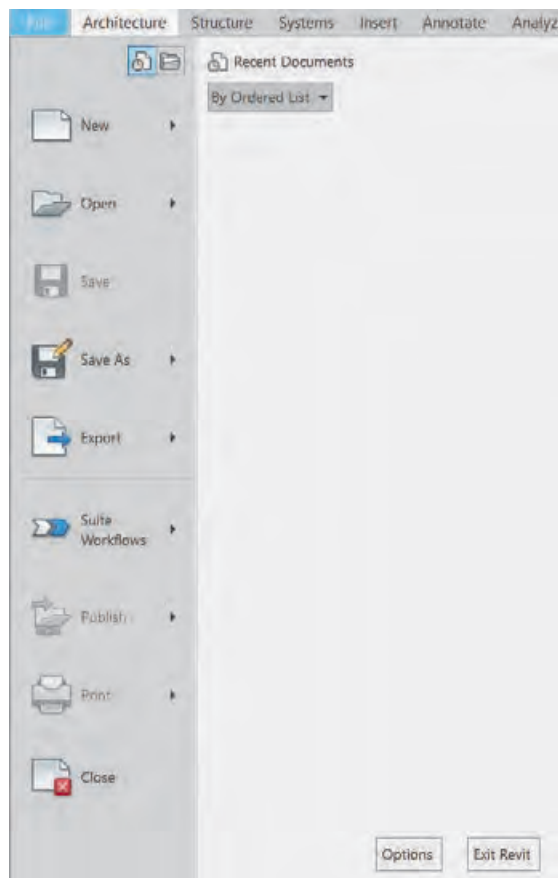 File Architecture Structure Systems Insert Annotate Analyz
Recent Documents
By Ordered List
New
Open
Save
Save As
Export
Suite
Workflows
Publish
Print
Close
Options Exit Revit